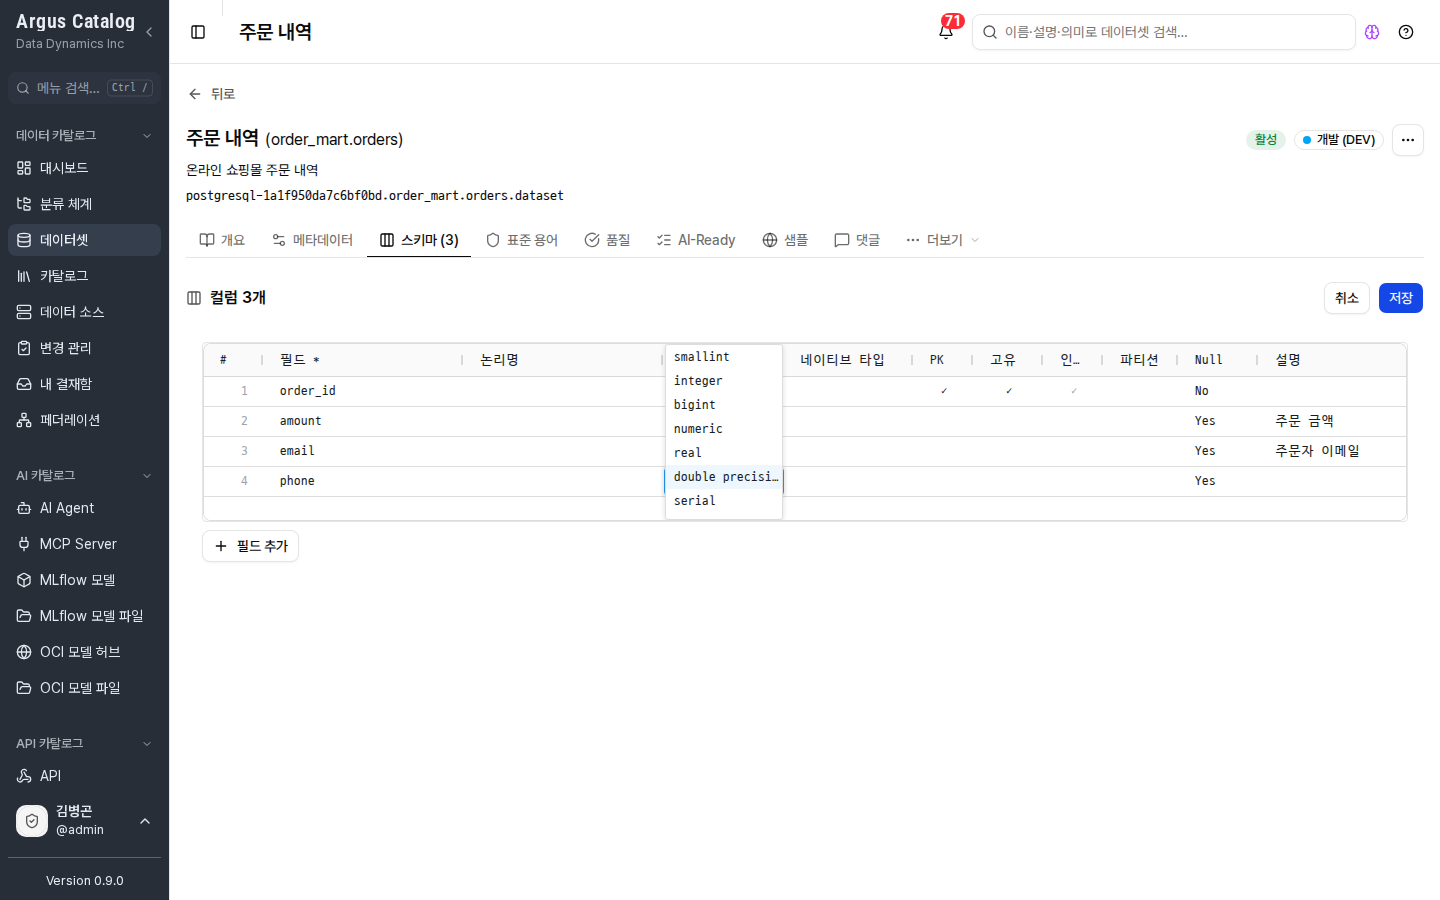 Argus Catalog
Data Dynamics Inc
메뉴 검색...
Ctrl /
데이터 카탈로그
대시보드
분류 체계
데이터셋
카탈로그
데이터 소스
변경 관리
내 결재함
페더레이션
AI 카탈로그
AI Agent
MCP Server
MLflow 모델
MLflow 모델 파일
OCI 모델 허브
OCI 모델 파일
API 카탈로그
API
김병곤
@admin
Version 0.9.0
주문 내역
71
이름·설명·의미로 데이터셋 검색...
뒤로
주문 내역 (order_mart.orders)
활성
개발 (DEV)
온라인 쇼핑몰 주문 내역
postgresql-1a1f950da7c6bf0bd.order_mart.orders.dataset
개요
메타데이터
스키마 (3)
표준 용어
품질
AI-Ready
샘플
댓글
더보기
컬럼 3개
취소
저장
# 필드 * 논리명 네이티브 타입 PK 고유 인... 파티션 Null 설명
1 order_id ✓ ✓ ✓ No
2 amount Yes 주문 금액
3 email Yes 주문자 이메일
4 phone Yes
smallint
integer
bigint
numeric
real
double precisi...
serial
필드 추가